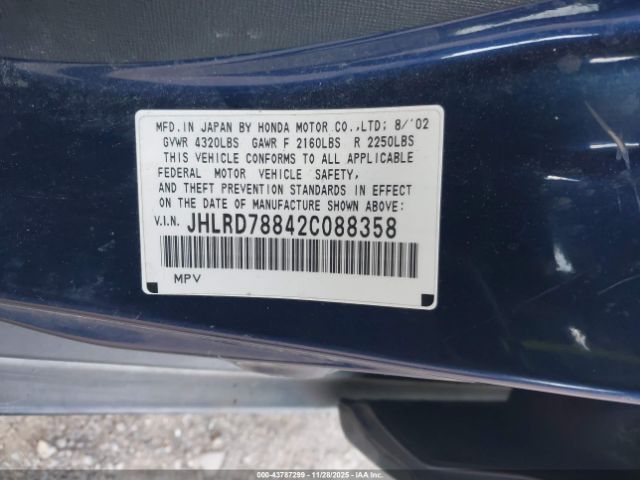 MFD. IN JAPAN BY HONDA MOTOR CO.,LTD; 8/'02
GVWR 4320LBS GAWR F 2160LBS R 2250LBS
THIS VEHICLE CONFORMS TO ALL APPLICABLE
FEDERAL MOTOR VEHICLE SAFETY,
AND THEFT PREVENTION STANDARDS IN EFFECT
ON THE DATE OF MANUFACTURE SHOWN ABOVE:
V.I.N. JHLRD78842C088358
MPV
000-43787299 | 11/28/2025 | IAAI.COM